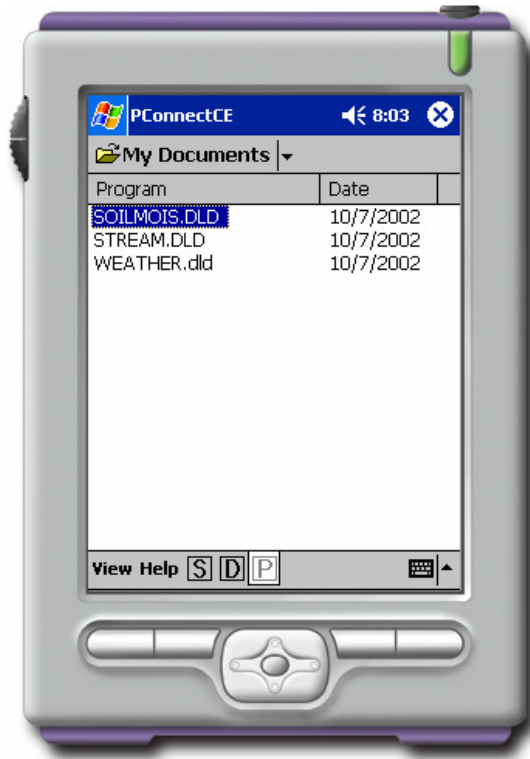 PConnectCE 8:03
My Documents
Program Date
SOILMOIS.DLD 10/7/2002
STREAM.DLD 10/7/2002
WEATHER.dld 10/7/2002
View Help S D P